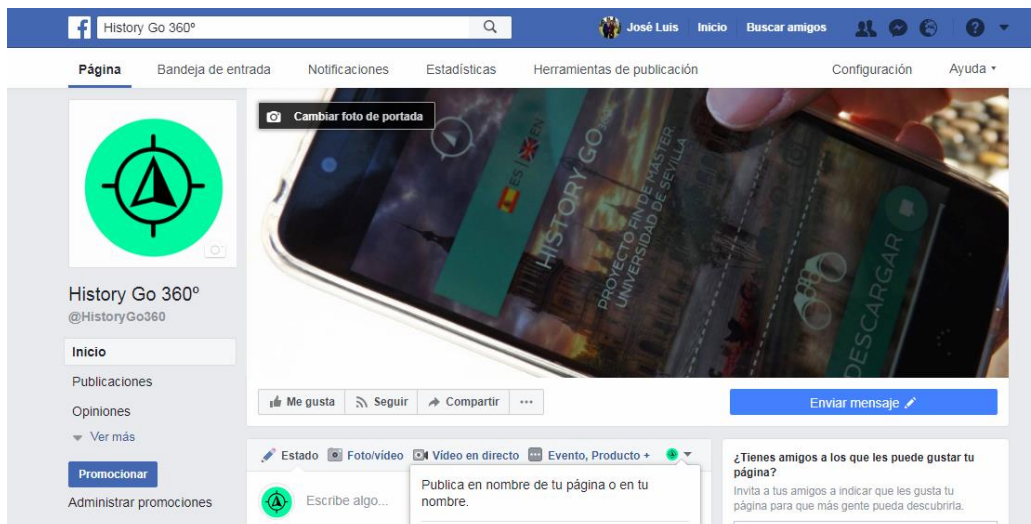 History Go 360º
José Luis
Inicio
Buscar amigos
Página
Bandeja de entrada
Notificaciones
Estadísticas
Herramientas de publicación
Configuración
Ayuda
Cambiar foto de portada
ES | EN
HISTORY GO 360
PROYECTO FIN DE MÁSTER.
UNIVERSIDAD DE SEVILLA
DESCARGAR
History Go 360º
@HistoryGo360
Inicio
Publicaciones
Opiniones
Ver más
Promocionar
Administrar promociones
Me gusta
Seguir
Compartir
Enviar mensaje
Estado
Foto/vídeo
Vídeo en directo
Evento, Producto +
Escribe algo...
Publica en nombre de tu página o en tu
nombre.
¿Tienes amigos a los que les puede gustar tu
página?
Invita a tus amigos a indicar que les gusta tu
página para que más gente pueda descubrirla.